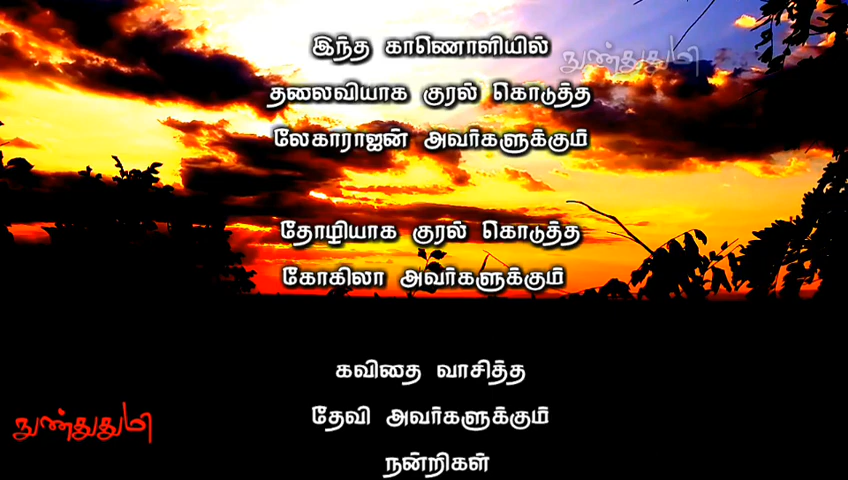 இந்த காணொளியில்
நுண்துமி
தலைவியாக குரல் கொடுத்த
லேகாராஜன் அவர்களுக்கும்
தோழியாக குரல் கொடுத்த
கோகிலா அவர்களுக்கும்
கவிதை வாசித்த
தேவி அவர்களுக்கும்
நுண்துமி
நன்றிகள்